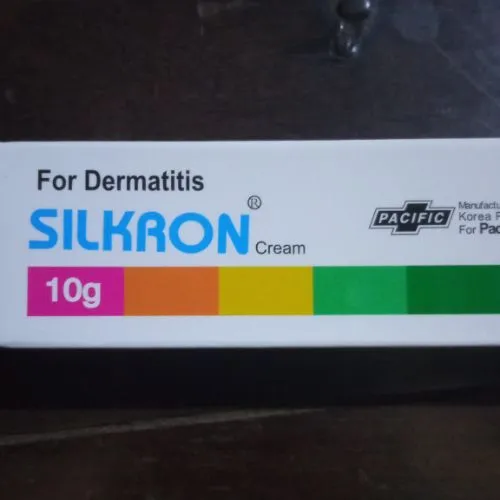 For Dermatitis
SILKRON®
Cream
10g
PACIFIC
Korea
For